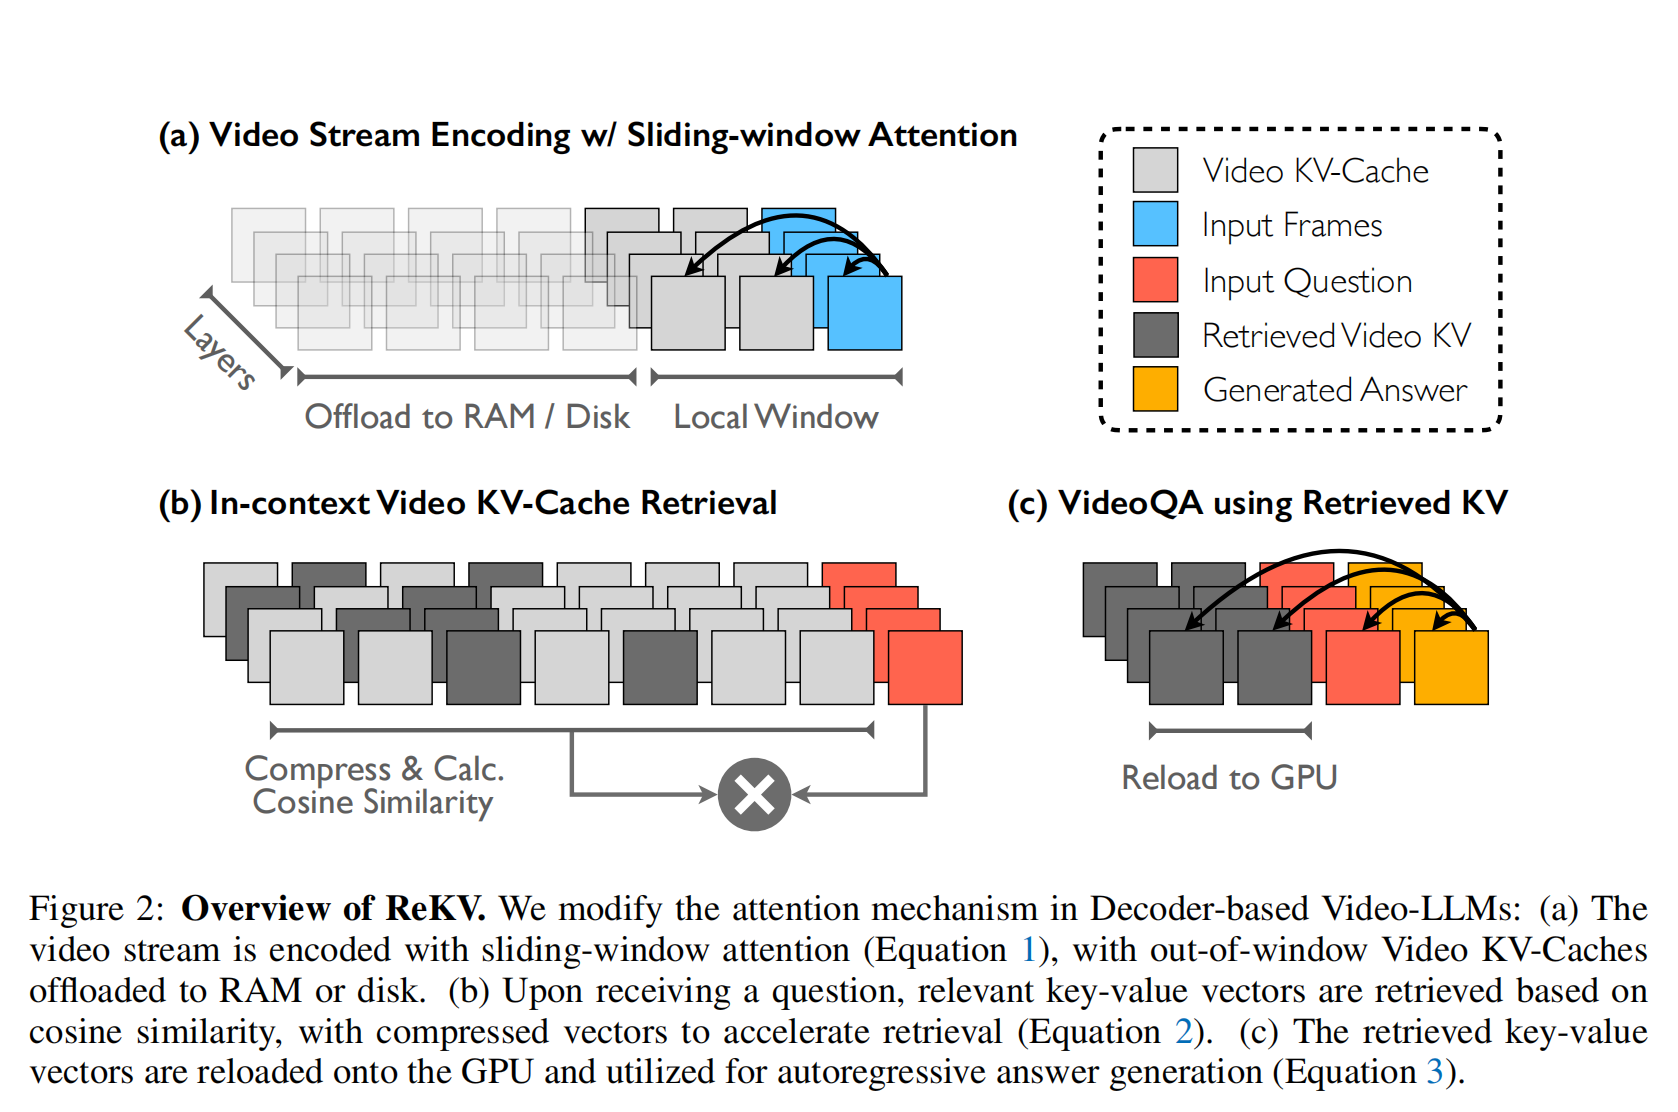 (a) Video Stream Encoding w/ Sliding-window Attention
Layers
Offload to RAM / Disk
Local Window
Video KV-Cache
Input Frames
Input Question
Retrieved Video KV
Generated Answer
(b) In-context Video KV-Cache Retrieval
Compress & Calc.
Cosine Similarity
(c) VideoQA using Retrieved KV
Reload to GPU
Figure 2: Overview of ReKV. We modify the attention mechanism in Decoder-based Video-LLMs: (a) The
video stream is encoded with sliding-window attention (Equation 1), with out-of-window Video KV-Caches
offloaded to RAM or disk. (b) Upon receiving a question, relevant key-value vectors are retrieved based on
cosine similarity, with compressed vectors to accelerate retrieval (Equation 2). (c) The retrieved key-value
vectors are reloaded onto the GPU and utilized for autoregressive answer generation (Equation 3).